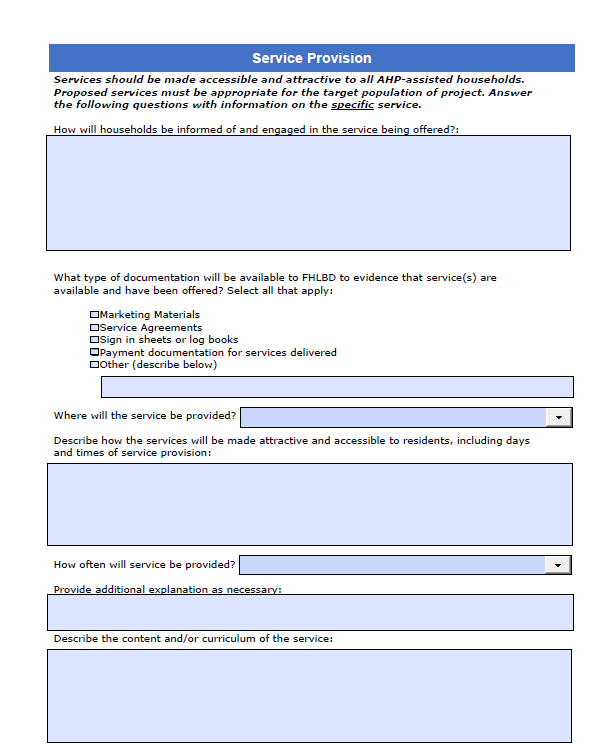 Service Provision
Services should be made accessible and attractive to all AHP-assisted households.
Proposed services must be appropriate for the target population of project. Answer
the following questions with information on the specific service.
How will households be informed of and engaged in the service being offered?:
What type of documentation will be available to FHLBD to evidence that service(s) are
available and have been offered? Select all that apply:
Marketing Materials
Service Agreements
Sign in sheets or log books
Payment documentation for services delivered
Other (describe below)
Where will the service be provided?
Describe how the services will be made attractive and accessible to residents, including days
and times of service provision:
How often will service be provided?
Provide additional explanation as necessary:
Describe the content and/or curriculum of the service: